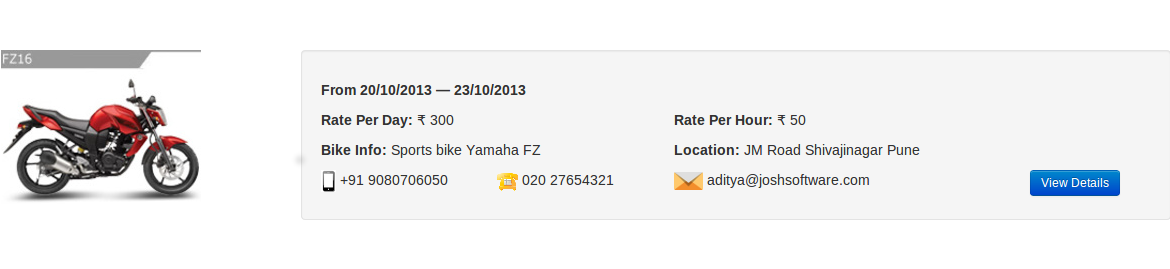 FZ16
From 20/10/2013 — 23/10/2013
Rate Per Day: ₹ 300 Rate Per Hour: ₹ 50
Bike Info: Sports bike Yamaha FZ Location: JM Road Shivajinagar Pune
+91 9080706050 020 27654321 aditya@joshsoftware.com View Details